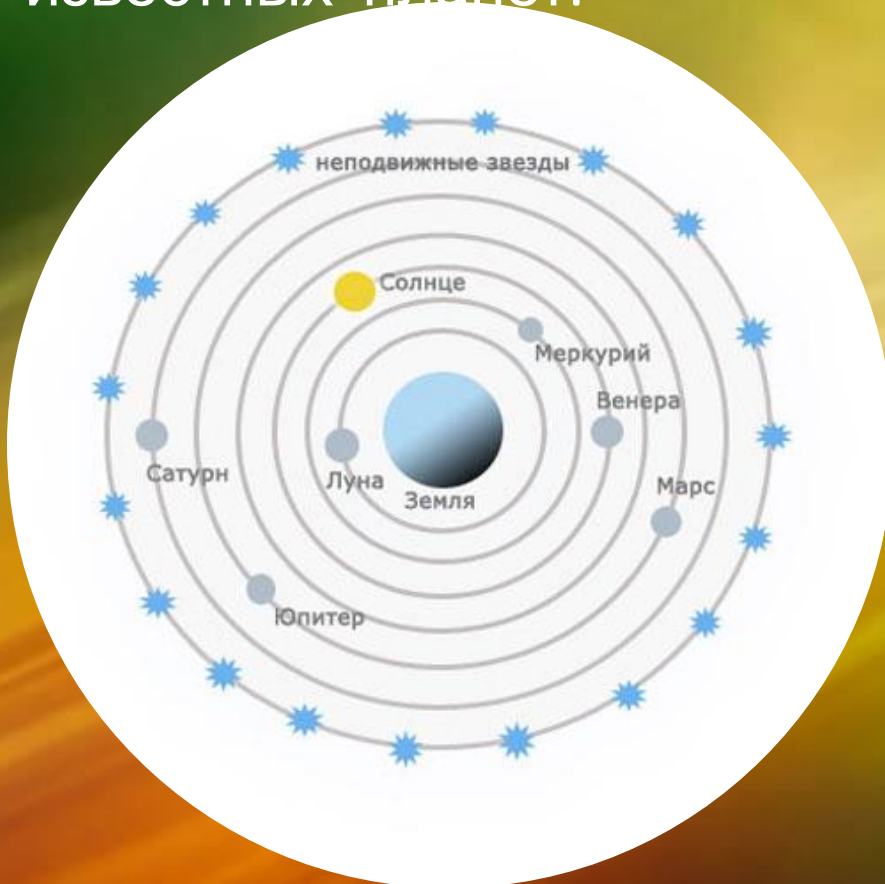 неподвижные звезды
Солнце
Меркурий
Венера
Сатурн
Луна
Марс
Земля
Юпитер